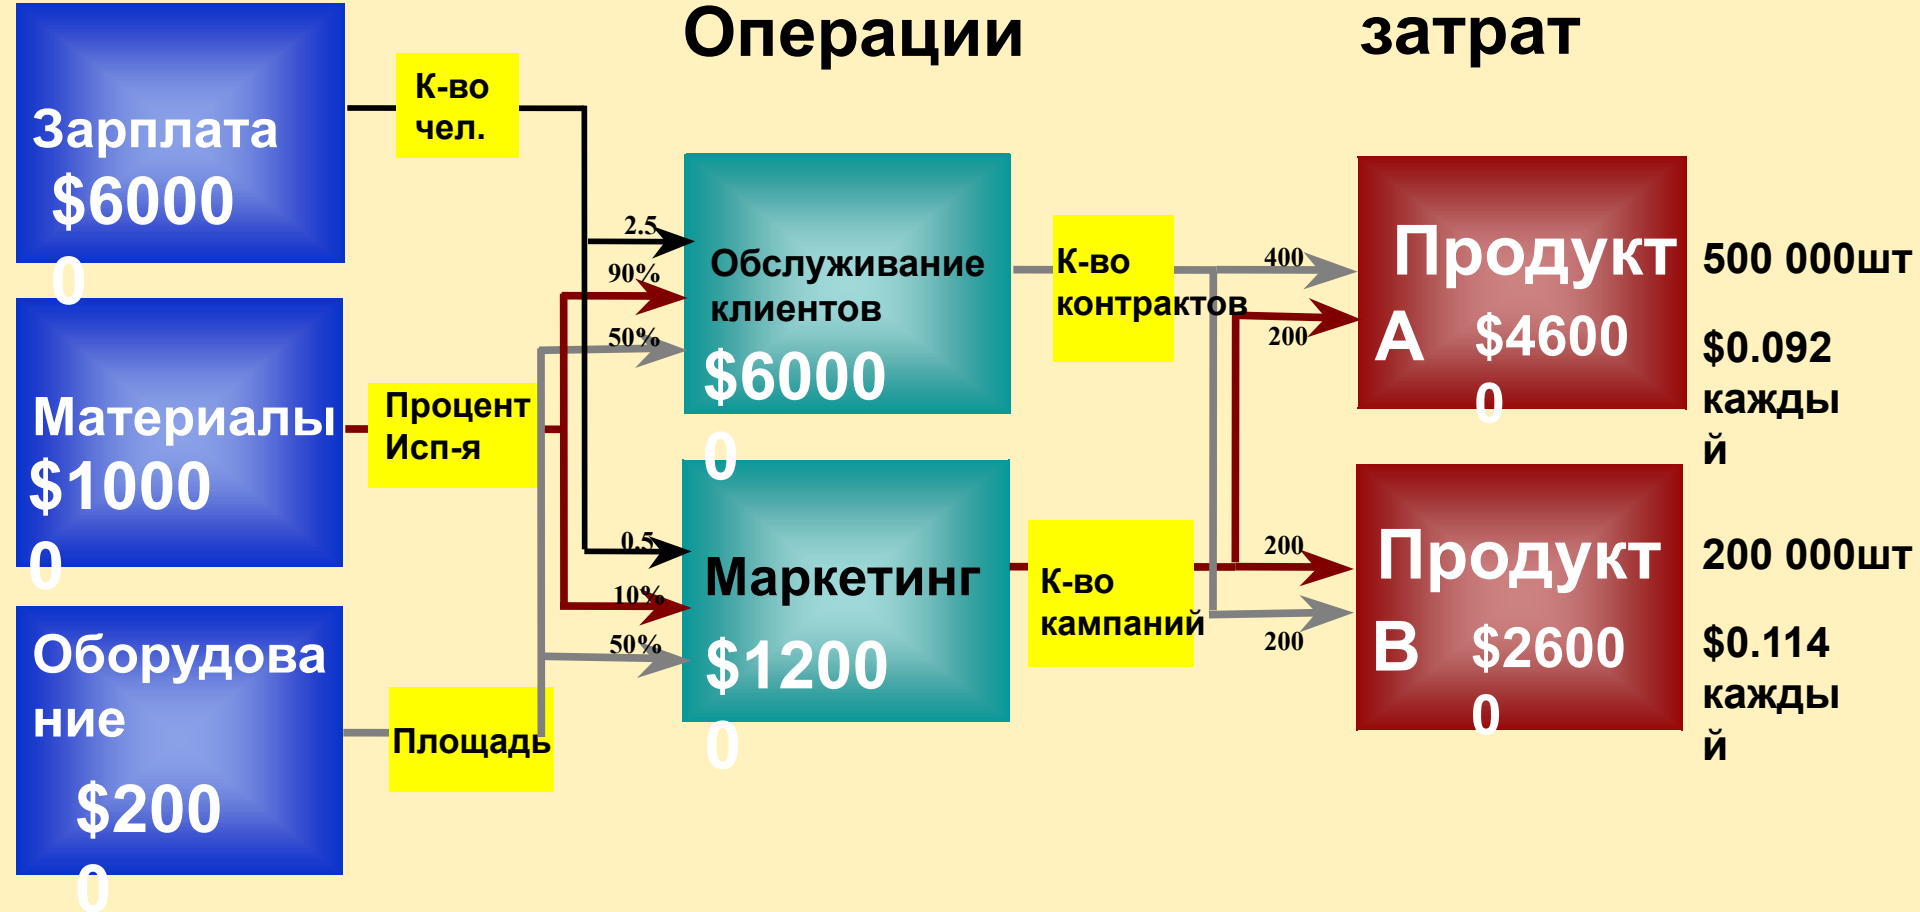 Операции
затрат
Зарплата
$6000
0
К-во
чел.
Материалы
$1000
0
Процент
Исп-я
Оборудова
ние
$200
0
Площадь
2.5
90%
50%
Обслуживание
клиентов
$6000
0
0.5
10%
50%
Маркетинг
$1200
0
К-во
контрактов
К-во
кампаний
400
200
Продукт
А
$4600
0
500 000шт
$0.092
кажды
й
200
200
Продукт
В
$2600
0
200 000шт
$0.114
кажды
й